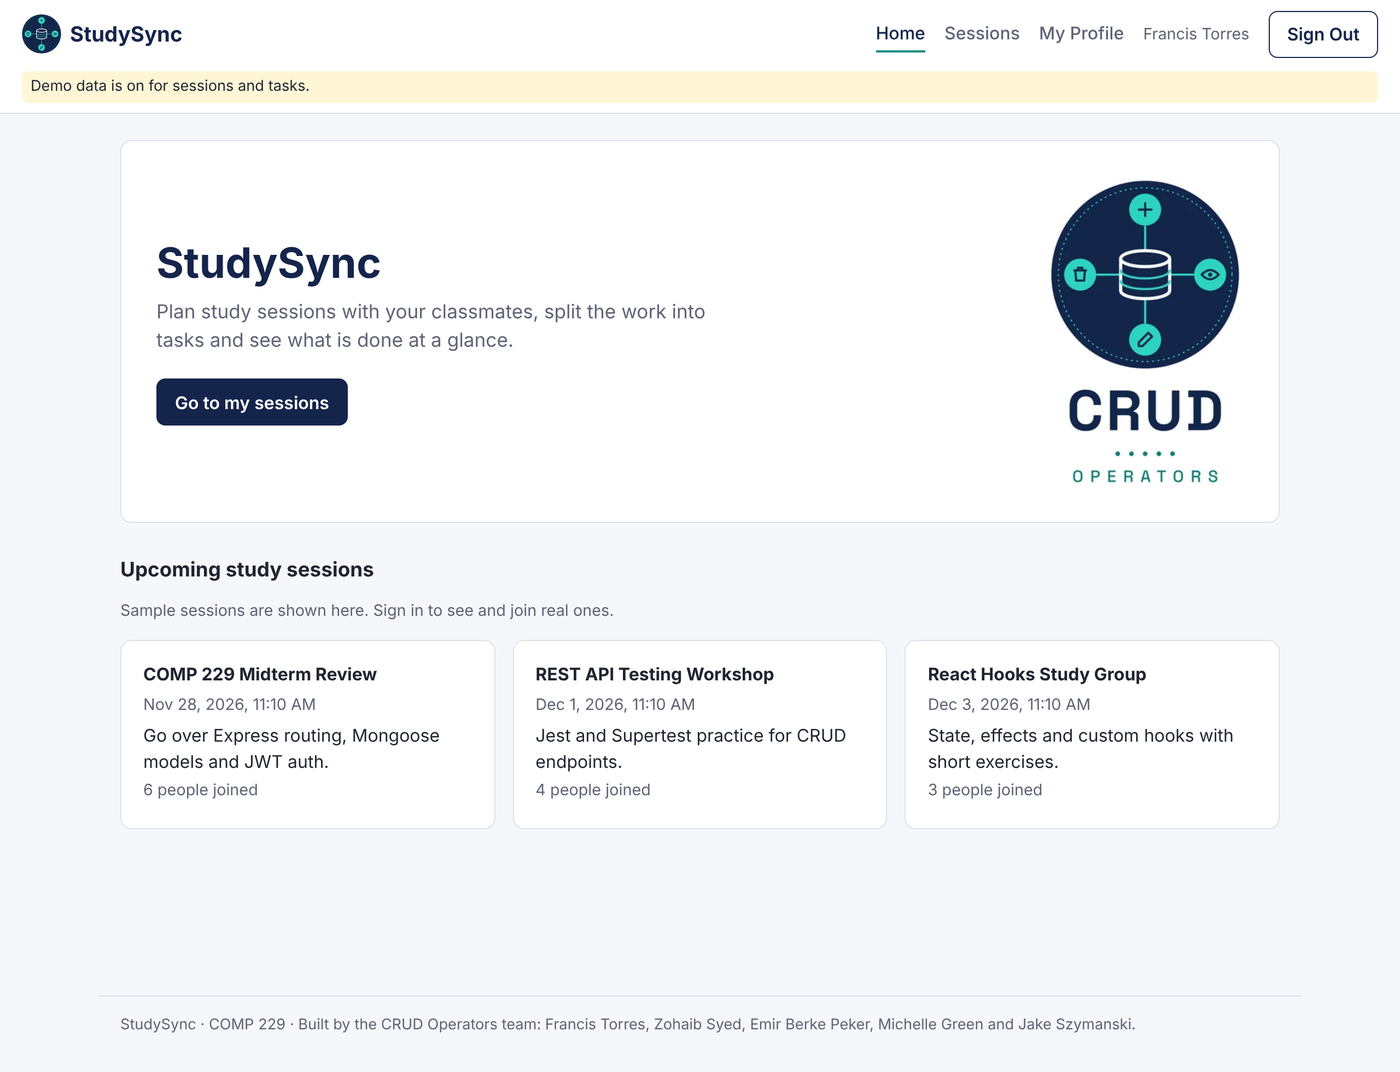 StudySync
Home Sessions My Profile Francis Torres Sign Out
Demo data is on for sessions and tasks.
StudySync
Plan study sessions with your classmates, split the work into
tasks and see what is done at a glance.
Go to my sessions
CRUD
OPERATORS
Upcoming study sessions
Sample sessions are shown here. Sign in to see and join real ones.
COMP 229 Midterm Review
Nov 28, 2026, 11:10 AM
Go over Express routing, Mongoose
models and JWT auth.
6 people joined
REST API Testing Workshop
Dec 1, 2026, 11:10 AM
Jest and Supertest practice for CRUD
endpoints.
4 people joined
React Hooks Study Group
Dec 3, 2026, 11:10 AM
State, effects and custom hooks with
short exercises.
3 people joined
StudySync · COMP 229 · Built by the CRUD Operators team: Francis Torres, Zohaib Syed, Emir Berke Peker, Michelle Green and Jake Szymanski.